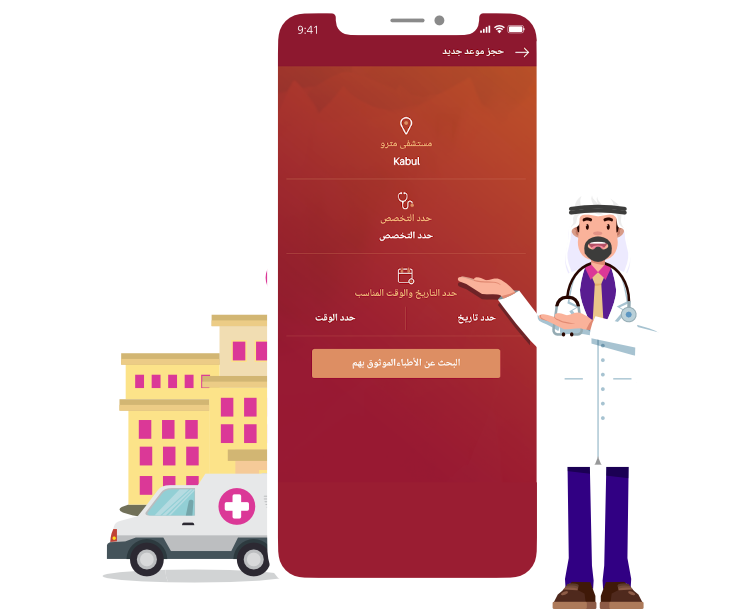 9:41
حجز موعد جديد
مستشفى مترو
Kabul
حدد التخصص
حدد التخصص
حدد التاريخ والوقت المناسب
حدد تاريخ
حدد الوقت
البحث عن الأطباءالموثوق بهم